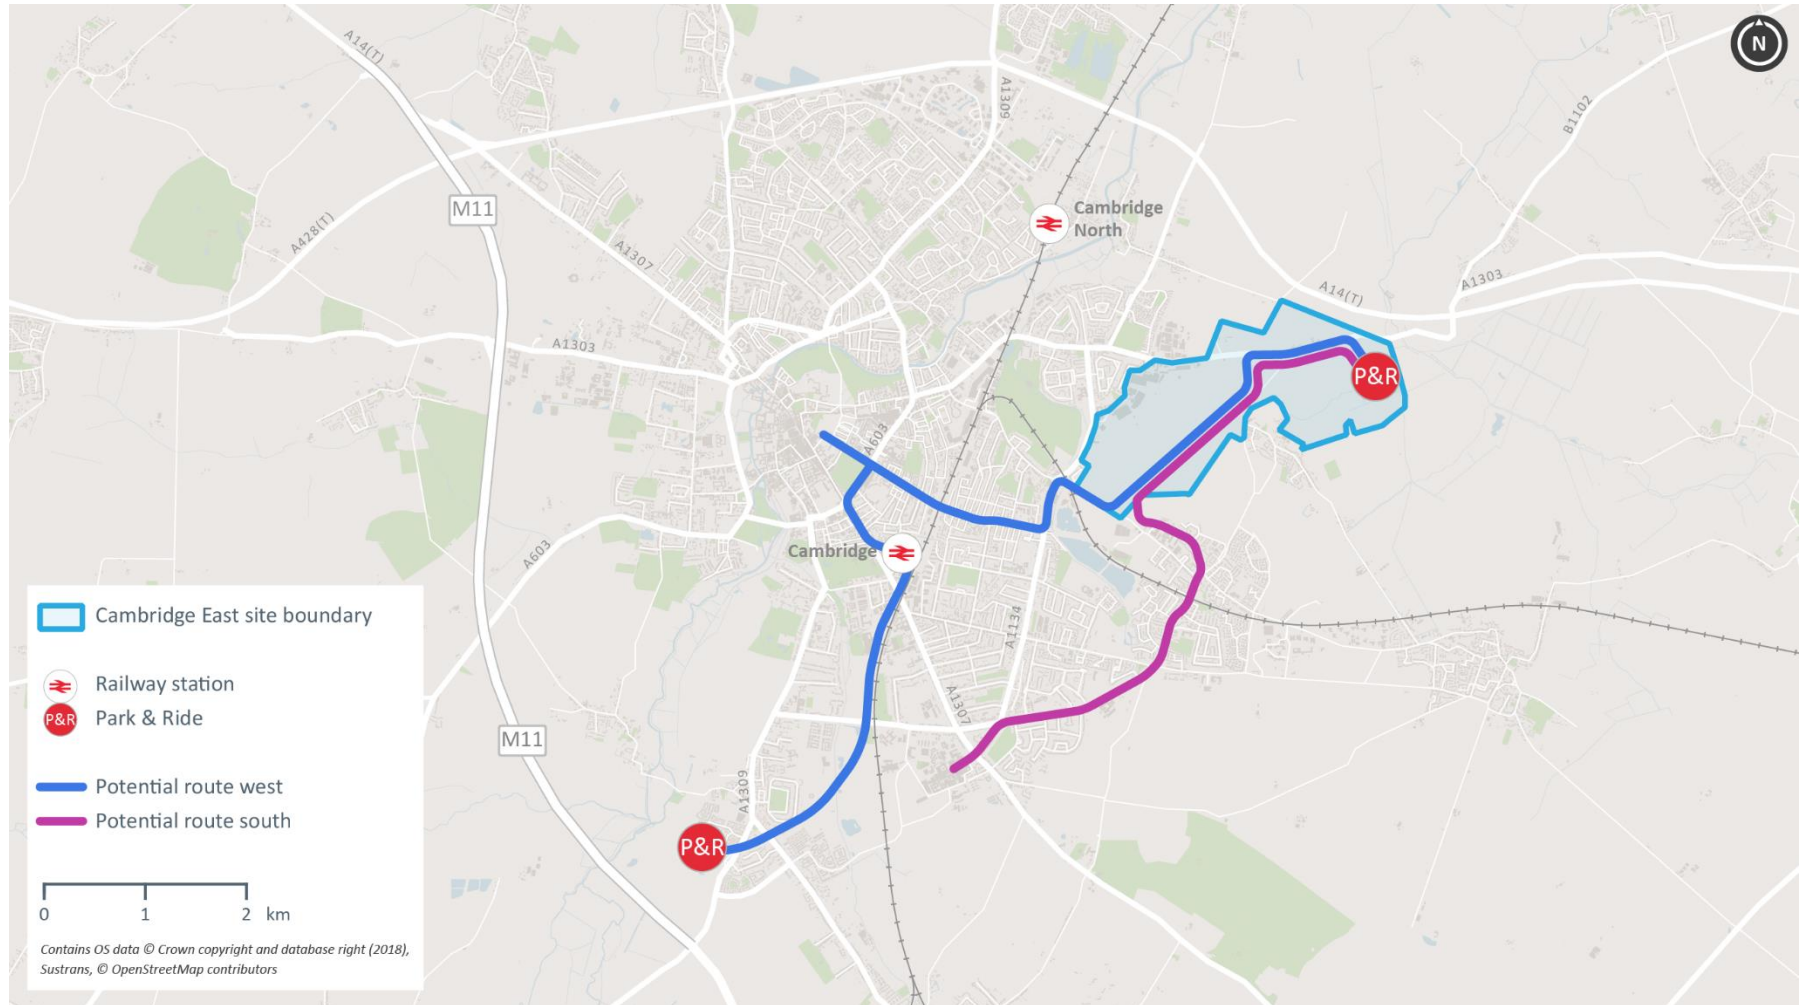 N
A14(T)
A1309
B1102
M11
Cambridge
North
A428(T)
A1307
A14(T)
A1303
A1303
P&R
A603
Cambridge
A603
A1134
A1307
M11
A1309
P&R
Cambridge East site boundary
Railway station
P&R Park & Ride
Potential route west
Potential route south
0 1 2 km
Contains OS data © Crown copyright and database right (2018),
Sustrans, © OpenStreetMap contributors